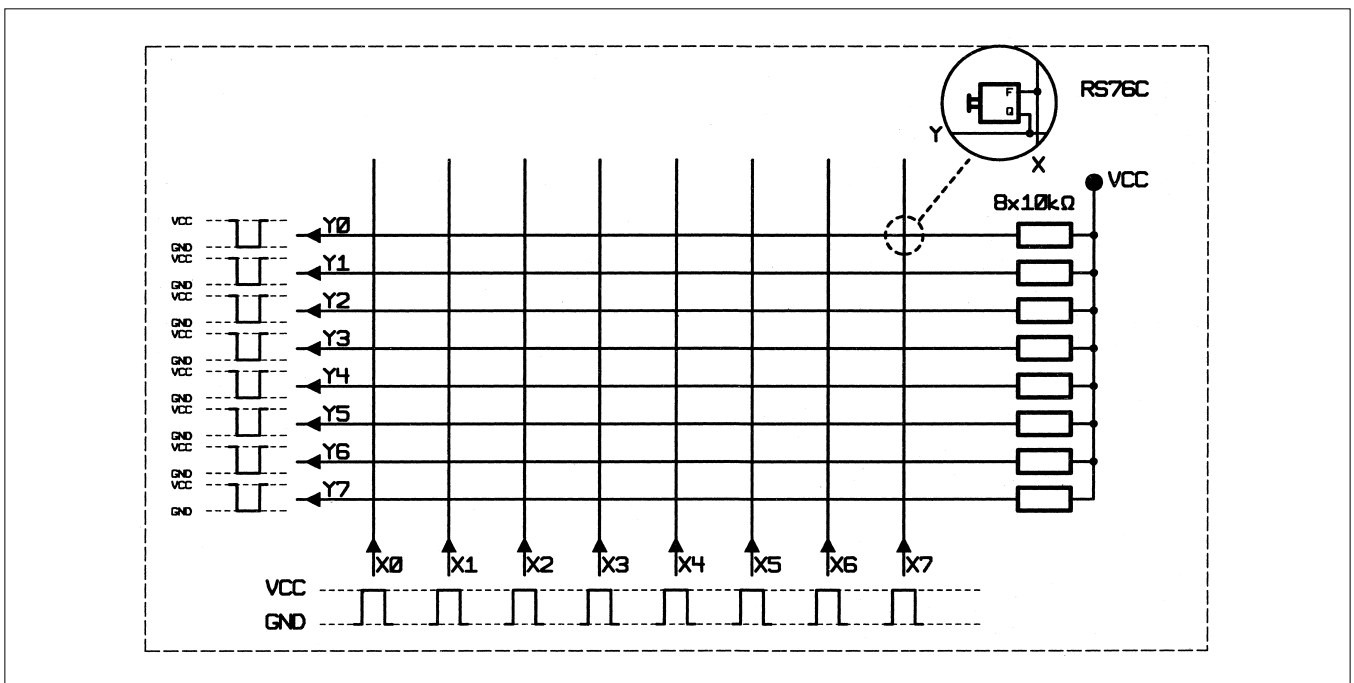 RS76C
F
Q
Y
X
VCC
8x10kΩ
VCC
GND
Y0
VCC
GND
Y1
VCC
GND
Y2
VCC
GND
Y3
VCC
GND
Y4
VCC
GND
Y5
VCC
GND
Y6
VCC
GND
Y7
X0 X1 X2 X3 X4 X5 X6 X7
VCC
GND